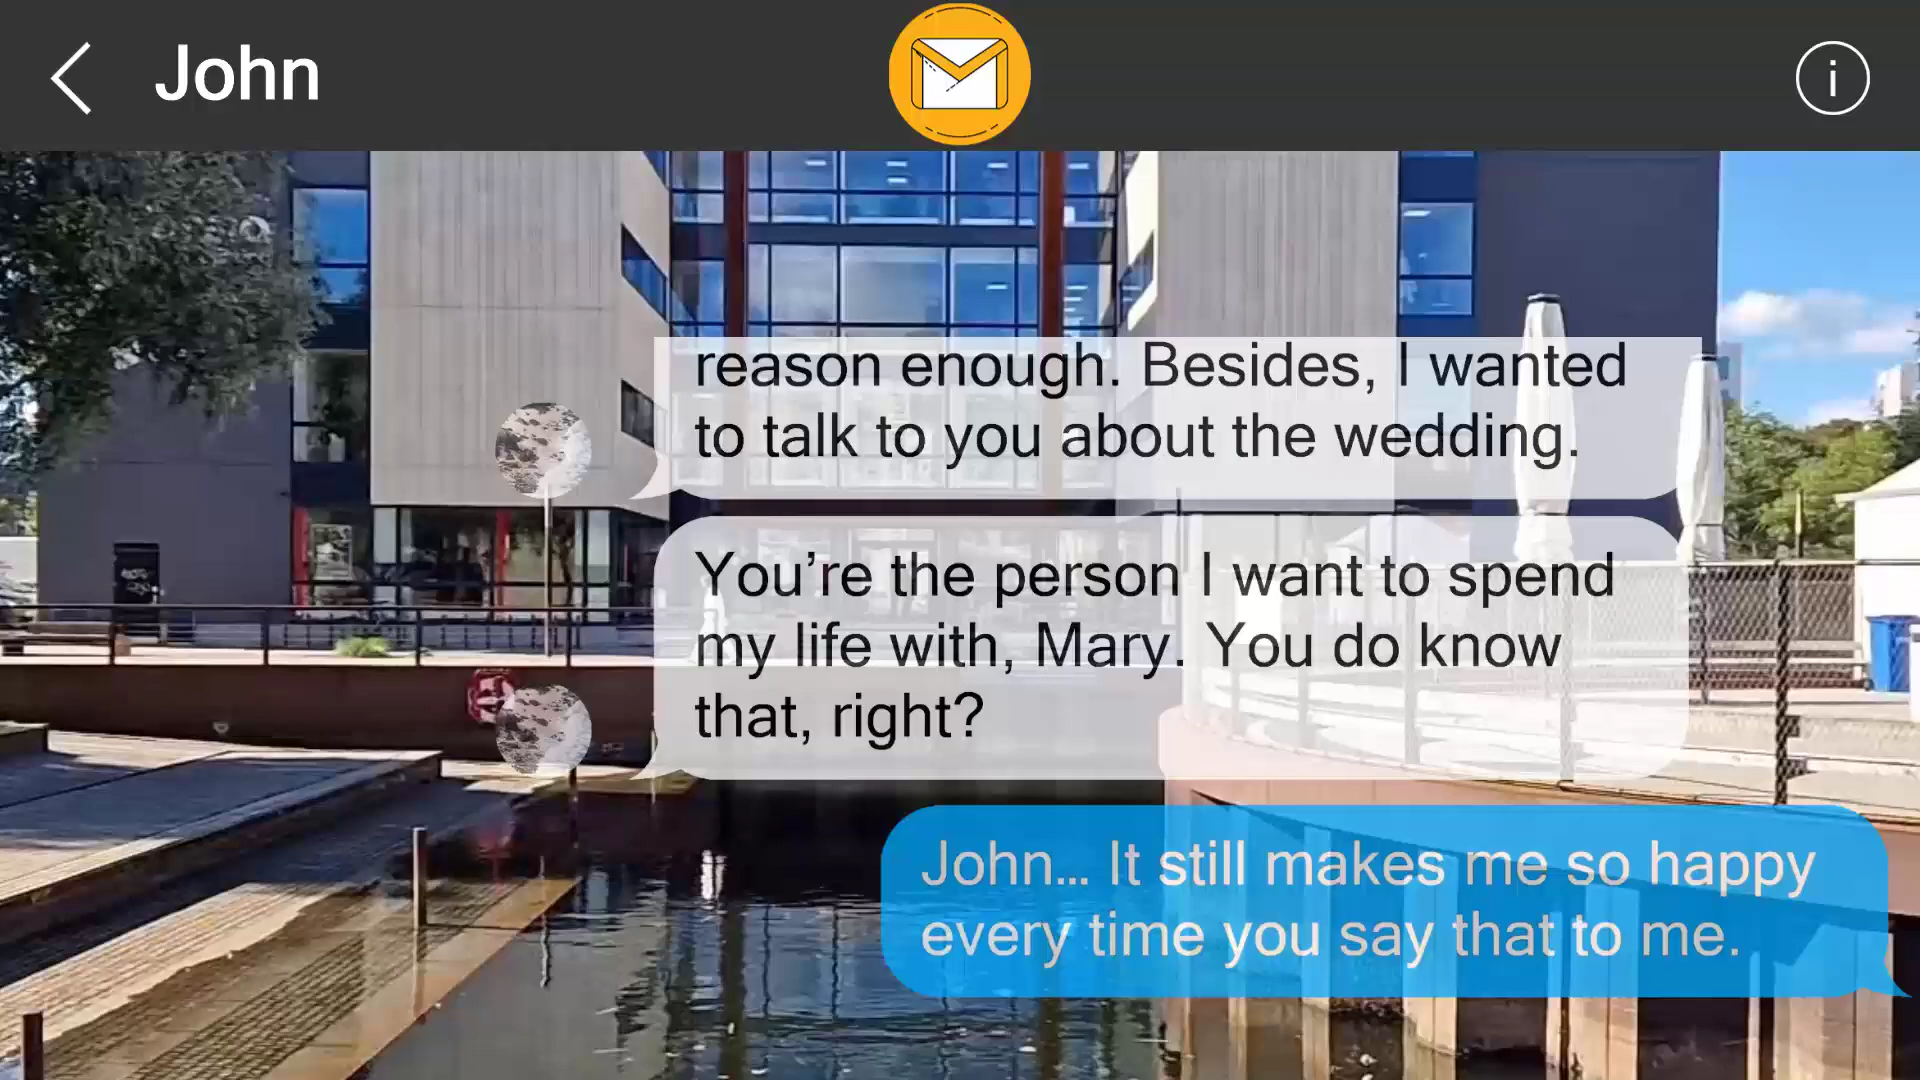 John
i
reason enough. Besides, I wanted
to talk to you about the wedding.
You’re the person I want to spend
my life with, Mary. You do know
that, right?
John… It still makes me so happy
every time you say that to me.